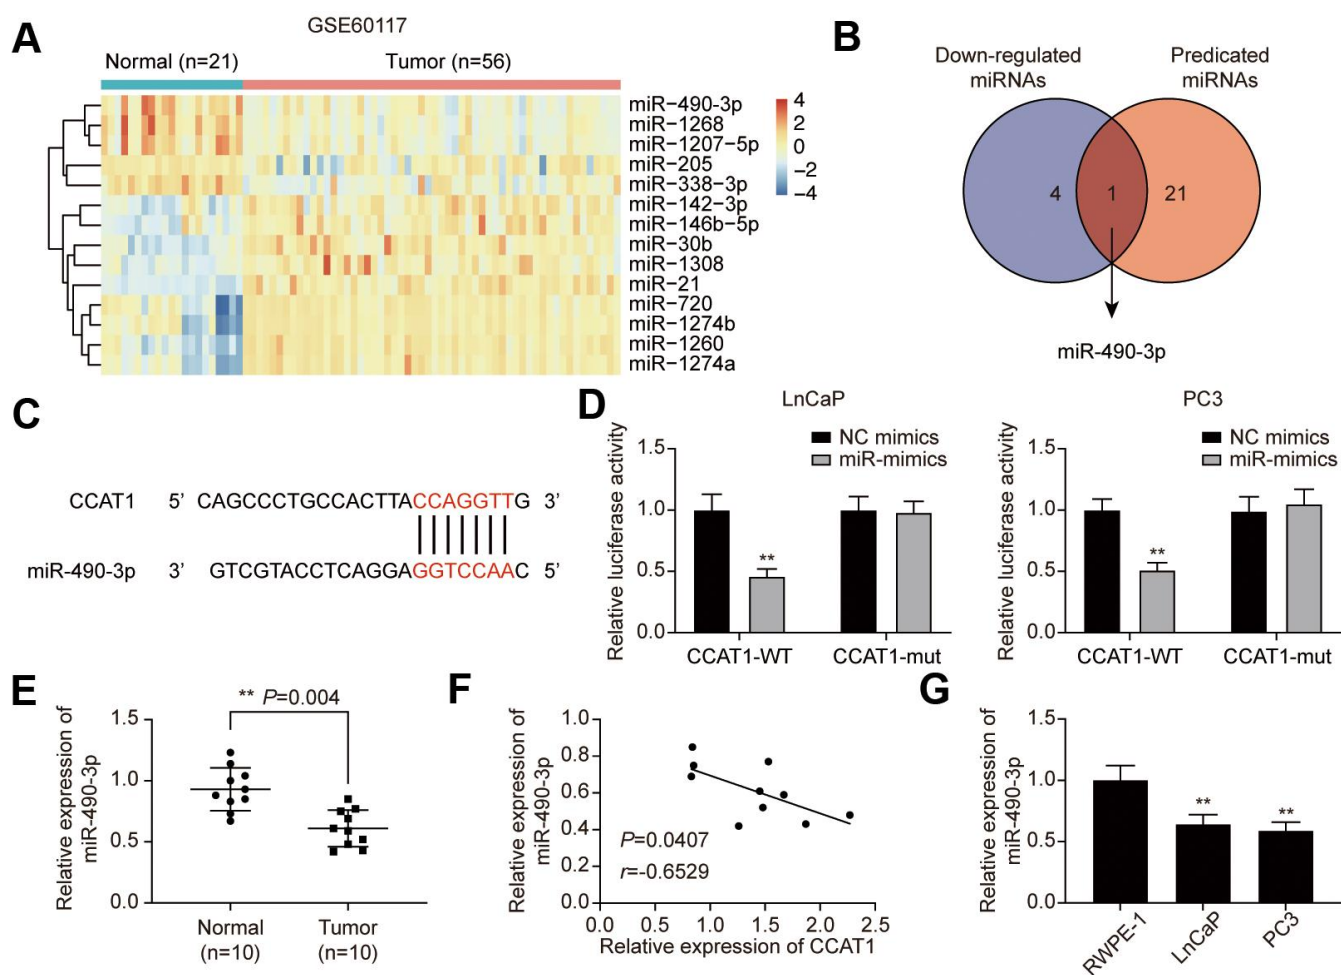 A
GSE60117
Normal (n=21)
Tumor (n=56)
miR−490−3p
miR−1268
miR−1207−5p
miR−205
miR−338−3p
miR−142−3p
miR−146b−5p
miR−30b
miR−1308
miR−21
miR−720
miR−1274b
miR−1260
miR−1274a
4
2
0
−2
−4
B
Down-regulated
miRNAs
Predicated
miRNAs
4
1
21
miR-490-3p
C
CCAT1 5’ CAGCCCTGCCACTTACCAGGTTG 3’
miR-490-3p 3’ GTCGTACCTCAGGAGGTCCAAC 5’
D
LnCaP
Relative luciferase activity
1.5
1.0
0.5
0.0
NC mimics
miR-mimics
**
CCAT1-WT
CCAT1-mut
PC3
Relative luciferase activity
1.5
1.0
0.5
0.0
NC mimics
miR-mimics
**
CCAT1-WT
CCAT1-mut
E
Relative expression of
miR-490-3p
1.5
1.0
0.5
0.0
** P=0.004
Normal
(n=10)
Tumor
(n=10)
F
Relative expression of
miR-490-3p
1.0
0.8
0.6
0.4
0.2
0.0
P=0.0407
r=-0.6529
0.0
0.5
1.0
1.5
2.0
2.5
Relative expression of CCAT1
G
Relative expression of
miR-490-3p
1.5
1.0
0.5
0.0
**
**
RWPE-1
LnCaP
PC3